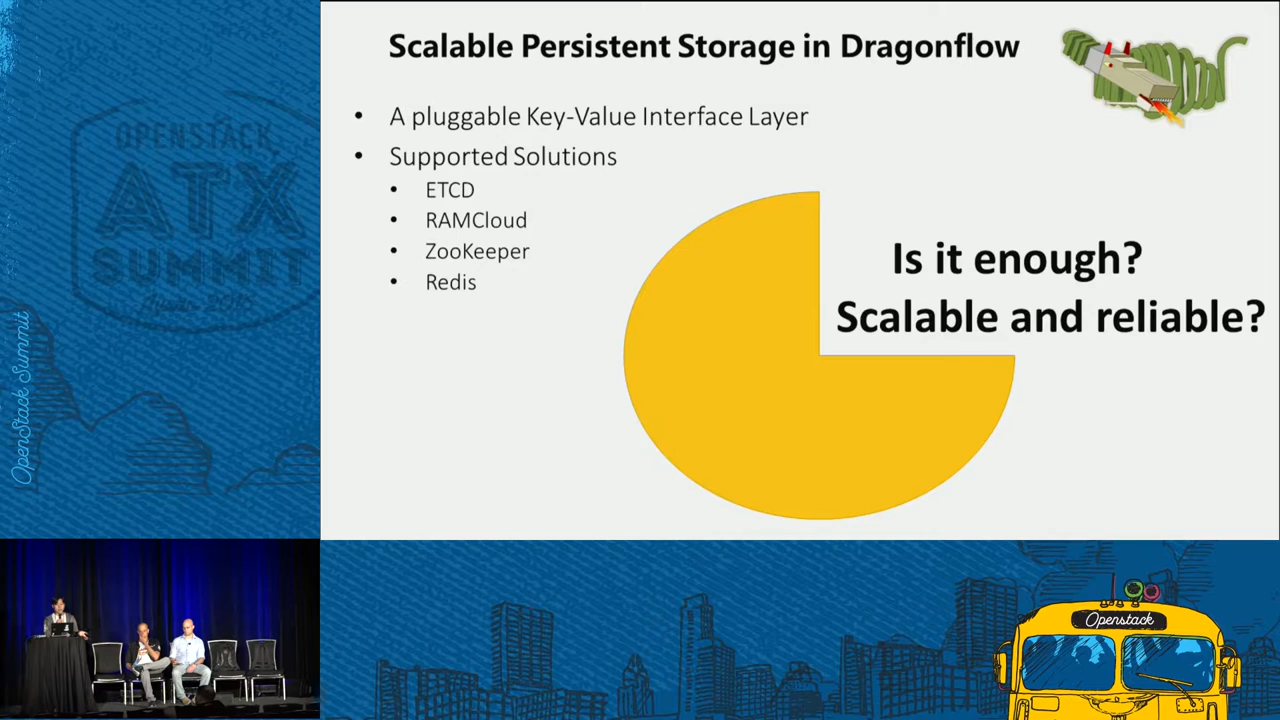 Scalable Persistent Storage in Dragonflow
• A pluggable Key-Value Interface Layer
• Supported Solutions
• ETCD
• RAMCloud
• ZooKeeper
• Redis
Is it enough?
Scalable and reliable?
OPENSTACK
ATX
SUMMIT
OpenStack Summit
Openstack